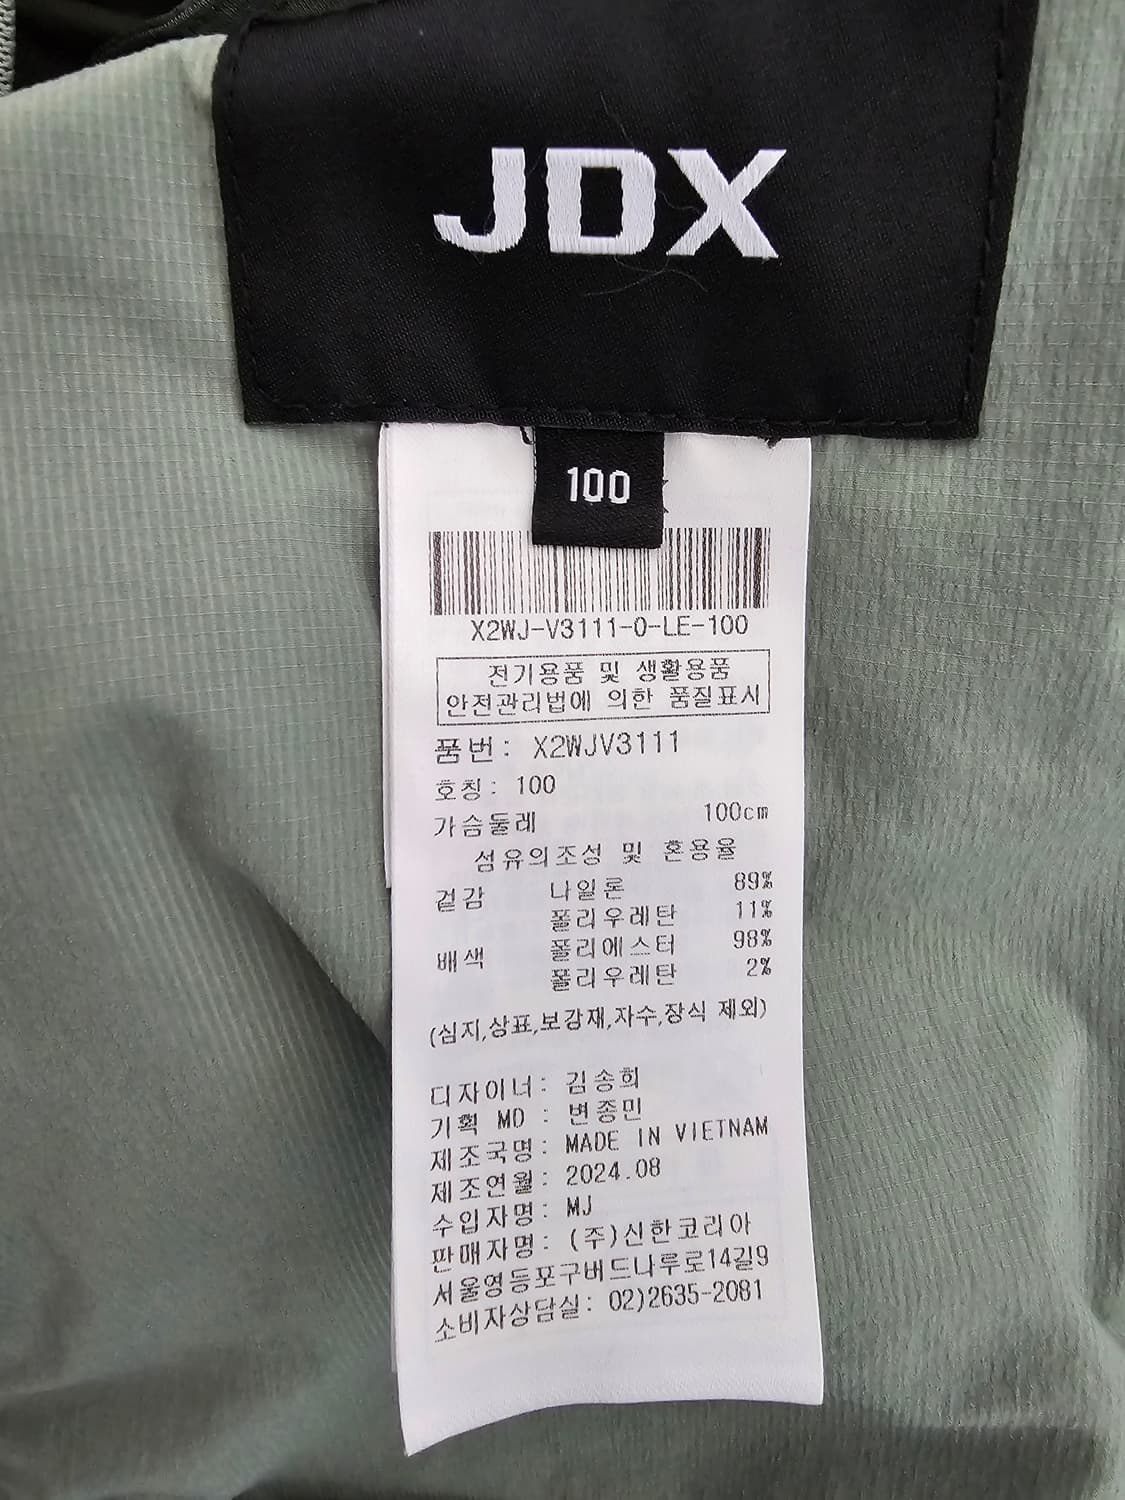 JDX
100
X2WJ-V3111-0-LE-100
전기용품 및 생활용품
안전관리법에 의한 품질표시
품번: X2WJV3111
호칭: 100
가슴둘레 100cm
섬유의조성 및 혼용율
겉감 나일론 89%
폴리우레탄 11%
배색 폴리에스터 98%
폴리우레탄 2%
(심지,상표,보강재,자수,장식 제외)
디자이너: 김송희
기획 MD : 변종민
제조국명: MADE IN VIETNAM
제조연월: 2024.08
수입자명: MJ
판매자명: (주)신한코리아
서울영등포구버드나루로14길9
소비자상담실: 02)2635-2081